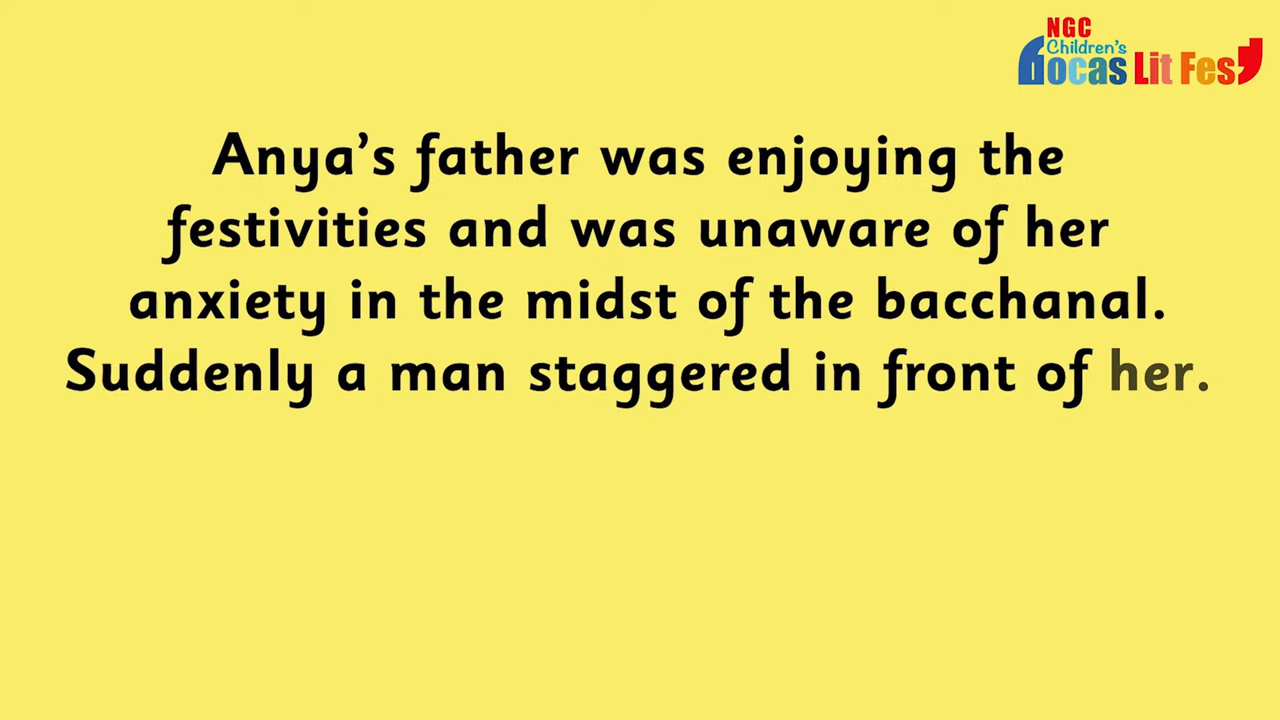 NGC
Children's
bocas Lit Fest
Anya's father was enjoying the
festivities and was unaware of her
anxiety in the midst of the bacchanal.
Suddenly a man staggered in front of her.